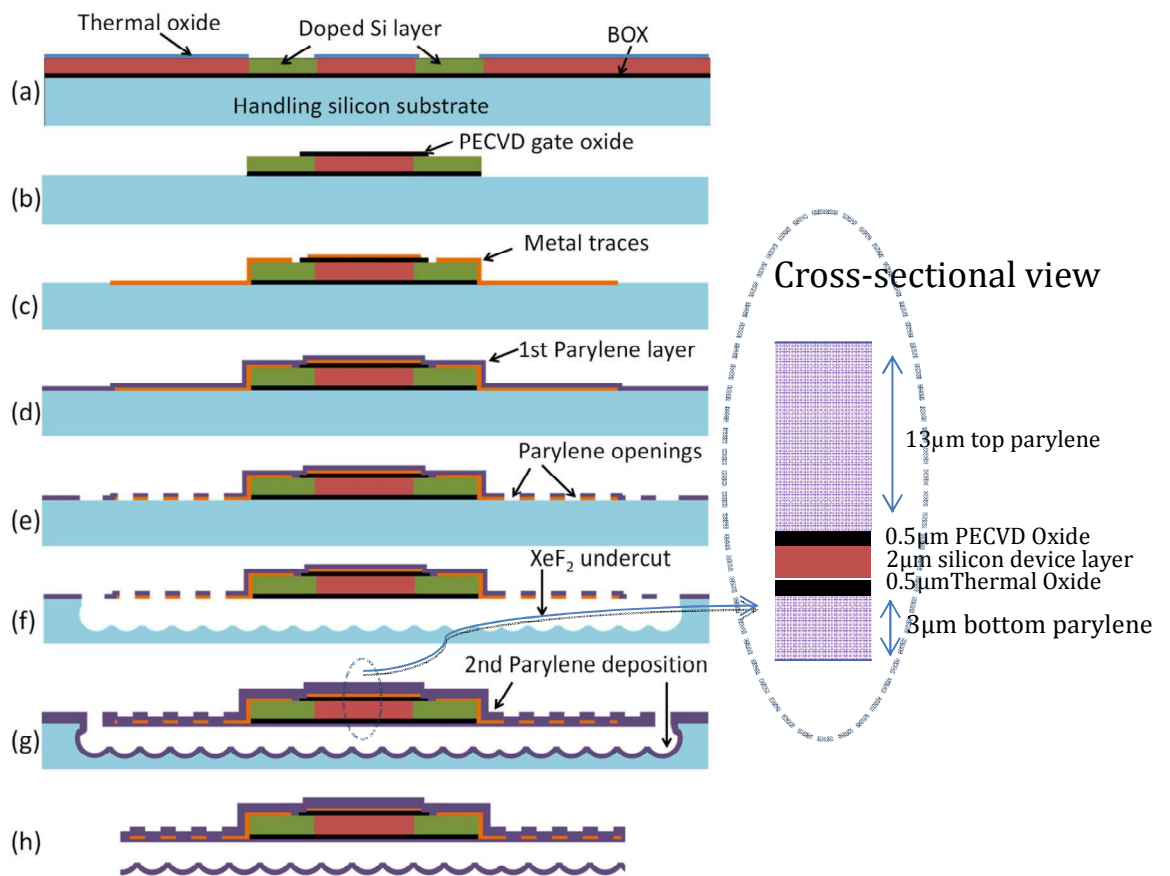 Thermal oxide
Doped Si layer
BOX
(a)
Handling silicon substrate
PECVD gate oxide
(b)
Metal traces
(c)
1st Parylene layer
(d)
Parylene openings
(e)
XeF₂ undercut
(f)
2nd Parylene deposition
(g)
(h)
Cross-sectional view
13μm top parylene
0.5μm PECVD Oxide
2μm silicon device layer
0.5μmThermal Oxide
3μm bottom parylene